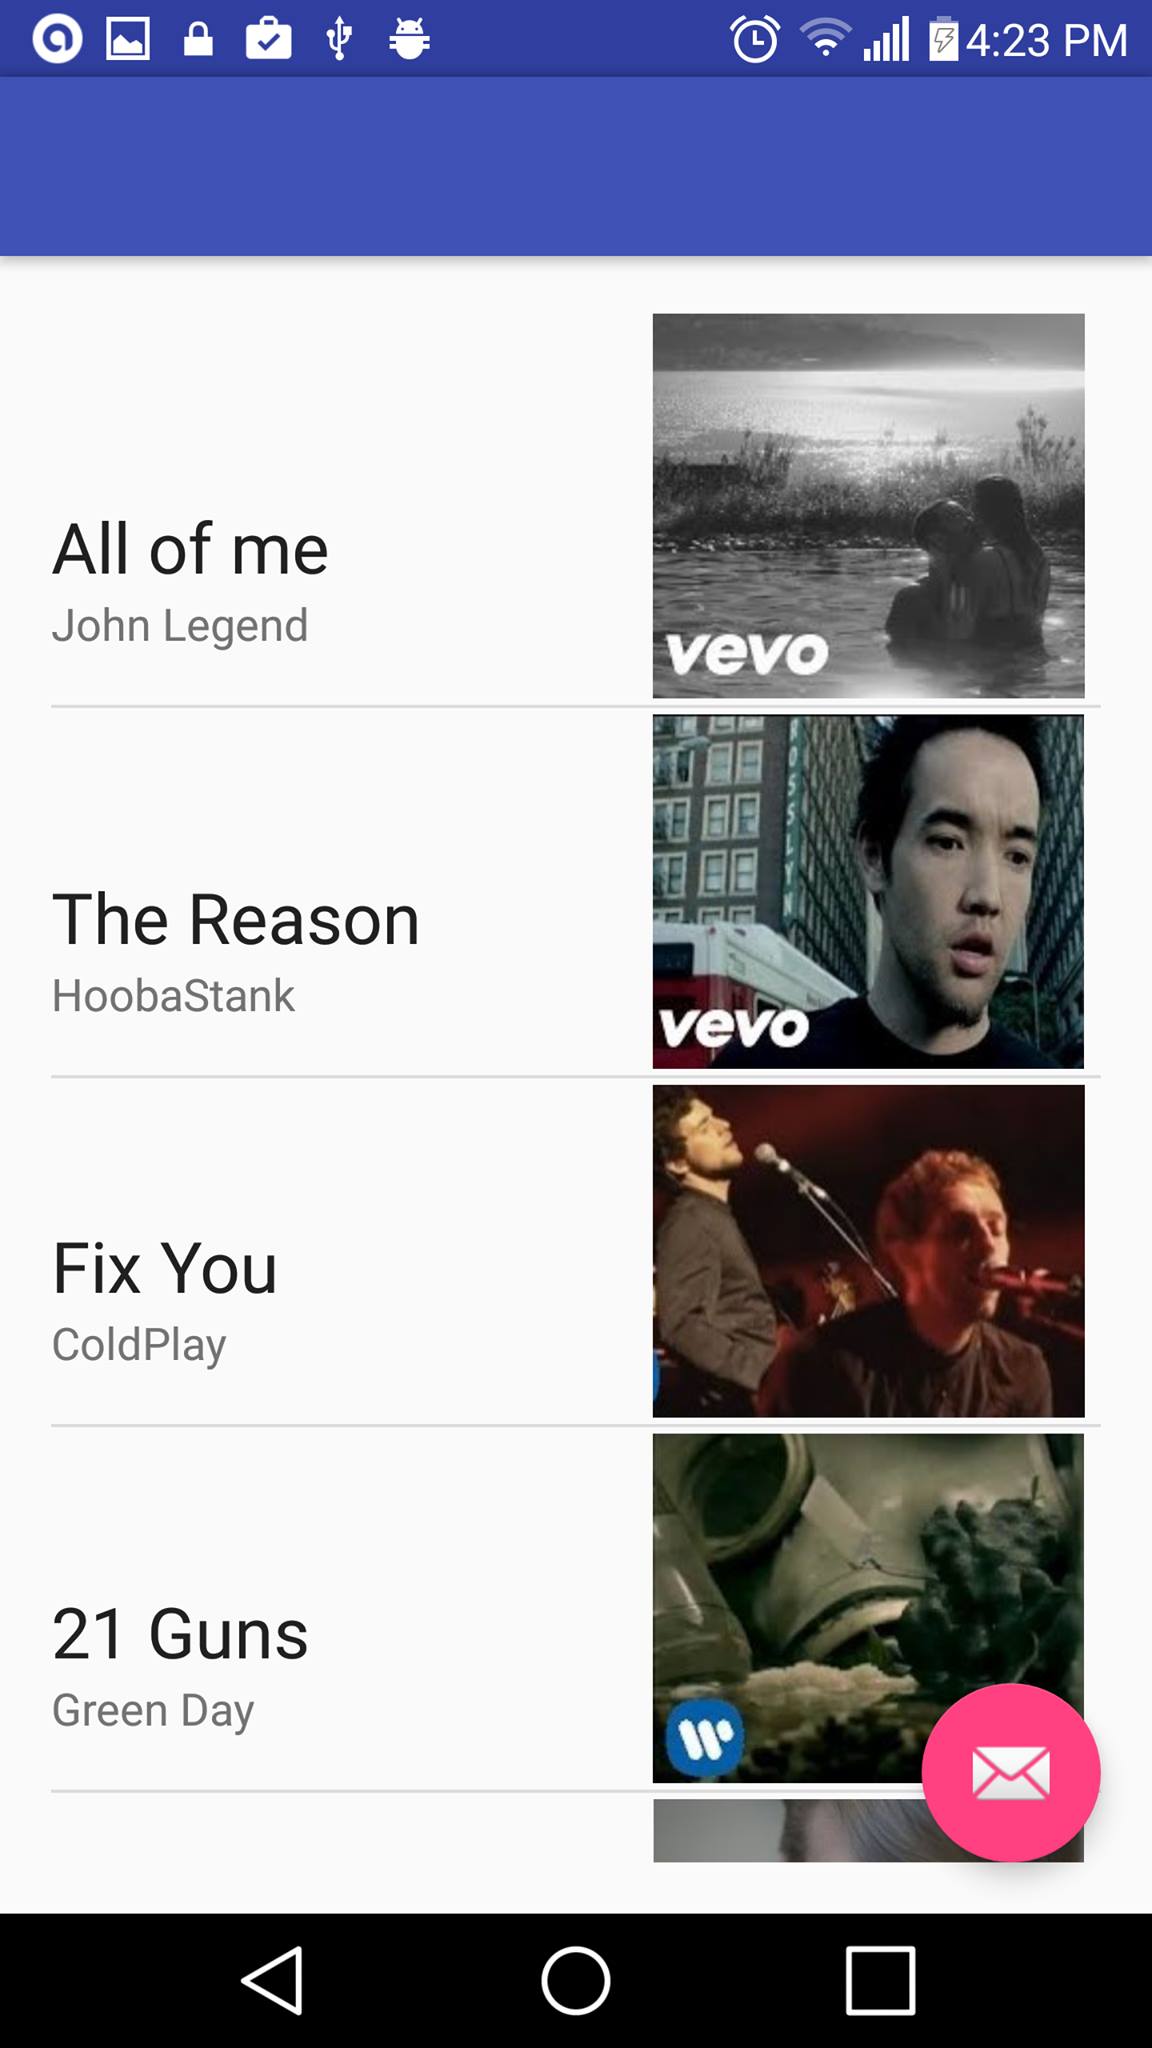 4:23 PM
All of me
John Legend
vevo
The Reason
HoobaStank
ROSSLYN
vevo
Fix You
ColdPlay
21 Guns
Green Day